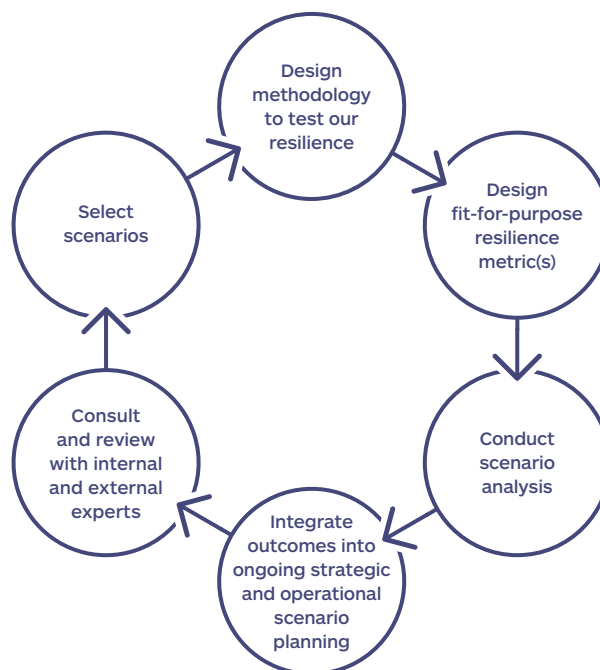 Design
methodology
to test our
resilience
Design
fit-for-purpose
resilience
metric(s)
Conduct
scenario
analysis
Integrate
outcomes into
ongoing strategic
and operational
scenario
planning
Consult
and review
with internal
and external
experts
Select
scenarios